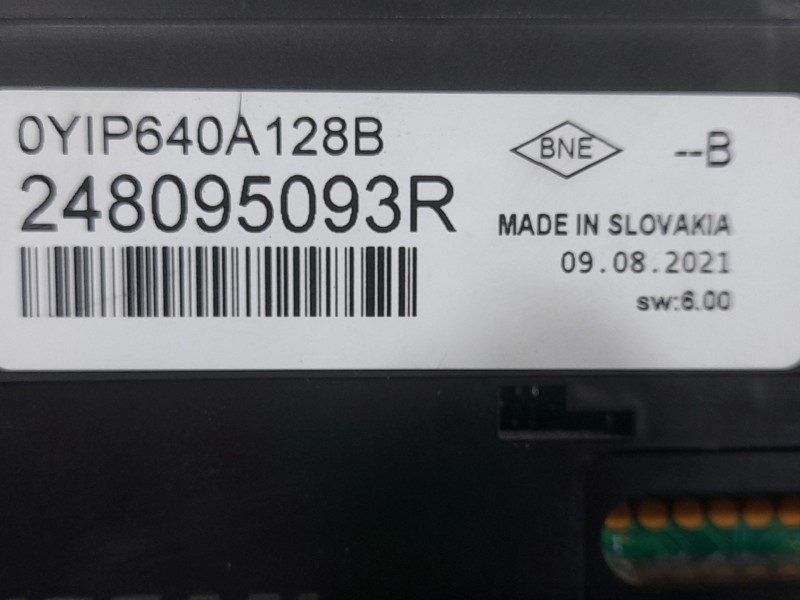 0YIP640A128B
248095093R
BNE
--B
MADE IN SLOVAKIA
09.08.2021
sw:6.00